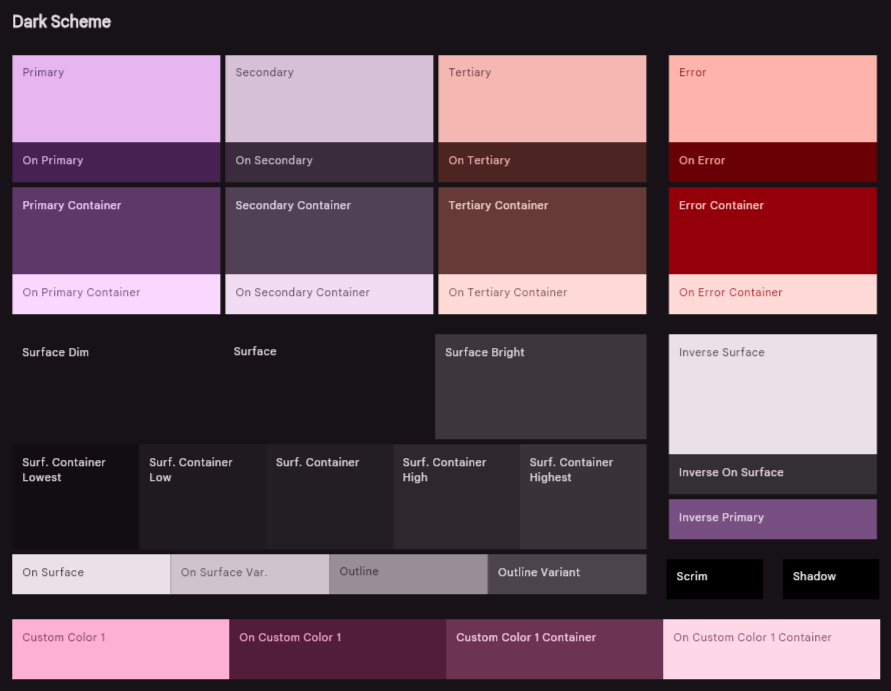 Dark Scheme
Primary
Secondary
Tertiary
Error
On Primary
On Secondary
On Tertiary
On Error
Primary Container
Secondary Container
Tertiary Container
Error Container
On Primary Container
On Secondary Container
On Tertiary Container
On Error Container
Surface Dim
Surface
Surface Bright
Inverse Surface
Surf. Container
Lowest
Surf. Container
Low
Surf. Container
Surf. Container
High
Surf. Container
Highest
Inverse On Surface
Inverse Primary
On Surface
On Surface Var.
Outline
Outline Variant
Scrim
Shadow
Custom Color 1
On Custom Color 1
Custom Color 1 Container
On Custom Color 1 Container